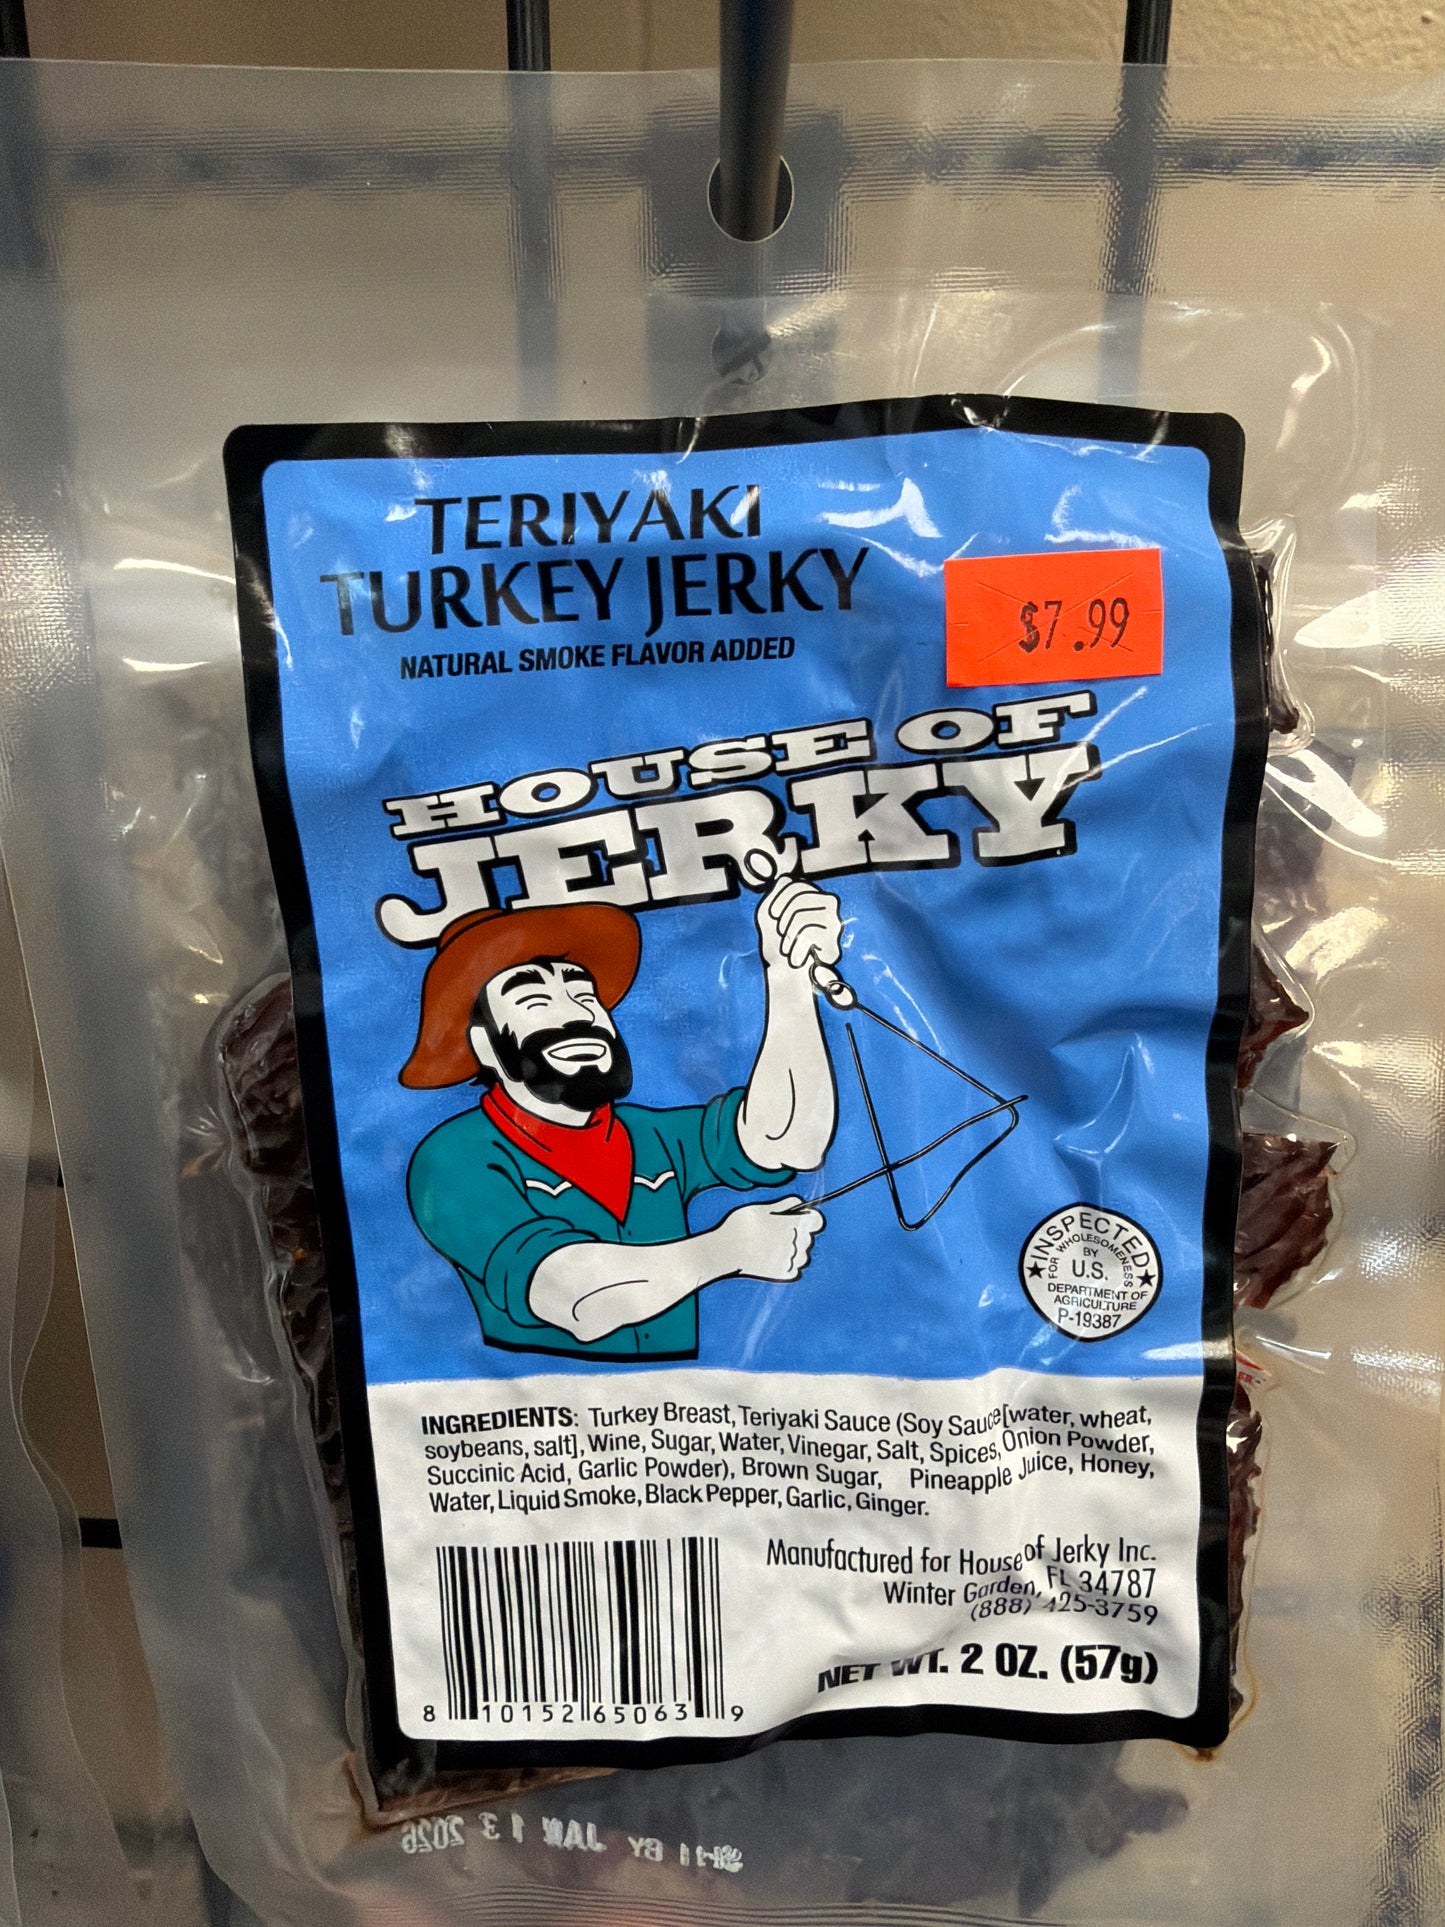 TERIYAKI
TURKEY JERKY
NATURAL SMOKE FLAVOR ADDED
$7.99
HOUSE OF
JERKY
INSPECTED
FOR WHOLESOMENESS
BY
U.S.
DEPARTMENT OF
AGRICULTURE
P-19387
INGREDIENTS: Turkey Breast, Teriyaki Sauce (Soy Sauce [water, wheat,
soybeans, salt], Wine, Sugar, Water, Vinegar, Salt, Spices, Onion Powder,
Succinic Acid, Garlic Powder), Brown Sugar, Pineapple Juice, Honey,
Water, Liquid Smoke, Black Pepper, Garlic, Ginger.
Manufactured for House of Jerky Inc.
Winter Garden, FL 34787
(888) 425-3759
NET WT. 2 OZ. (57g)
8 10152 65063 9
BY JAN 13 2026